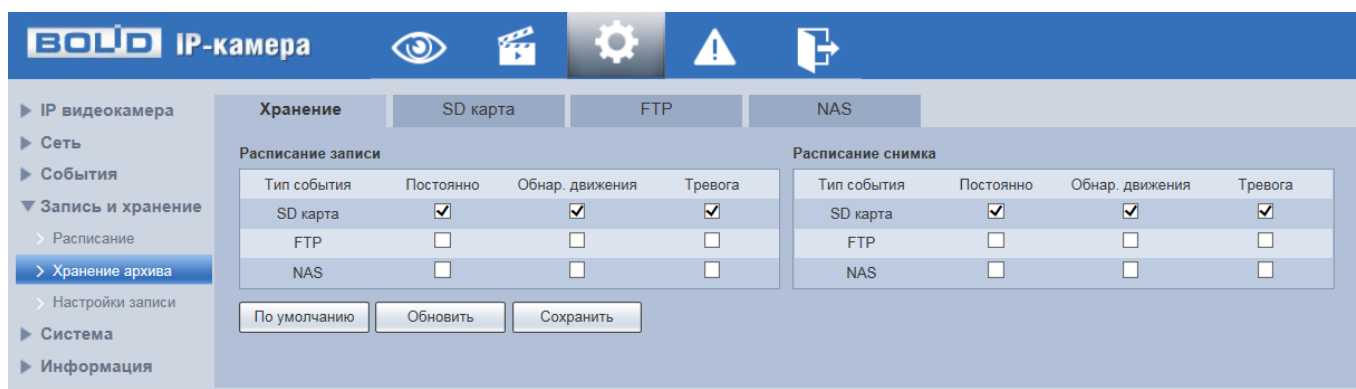 BOLID IP-камера
IP видеокамера
Сеть
События
Запись и хранение
Расписание
Хранение архива
Настройки записи
Система
Информация
Хранение SD карта FTP NAS
Расписание записи
Тип события Постоянно Обнар. движения Тревога
SD карта
FTP
NAS
Расписание снимка
Тип события Постоянно Обнар. движения Тревога
SD карта
FTP
NAS
По умолчанию Обновить Сохранить